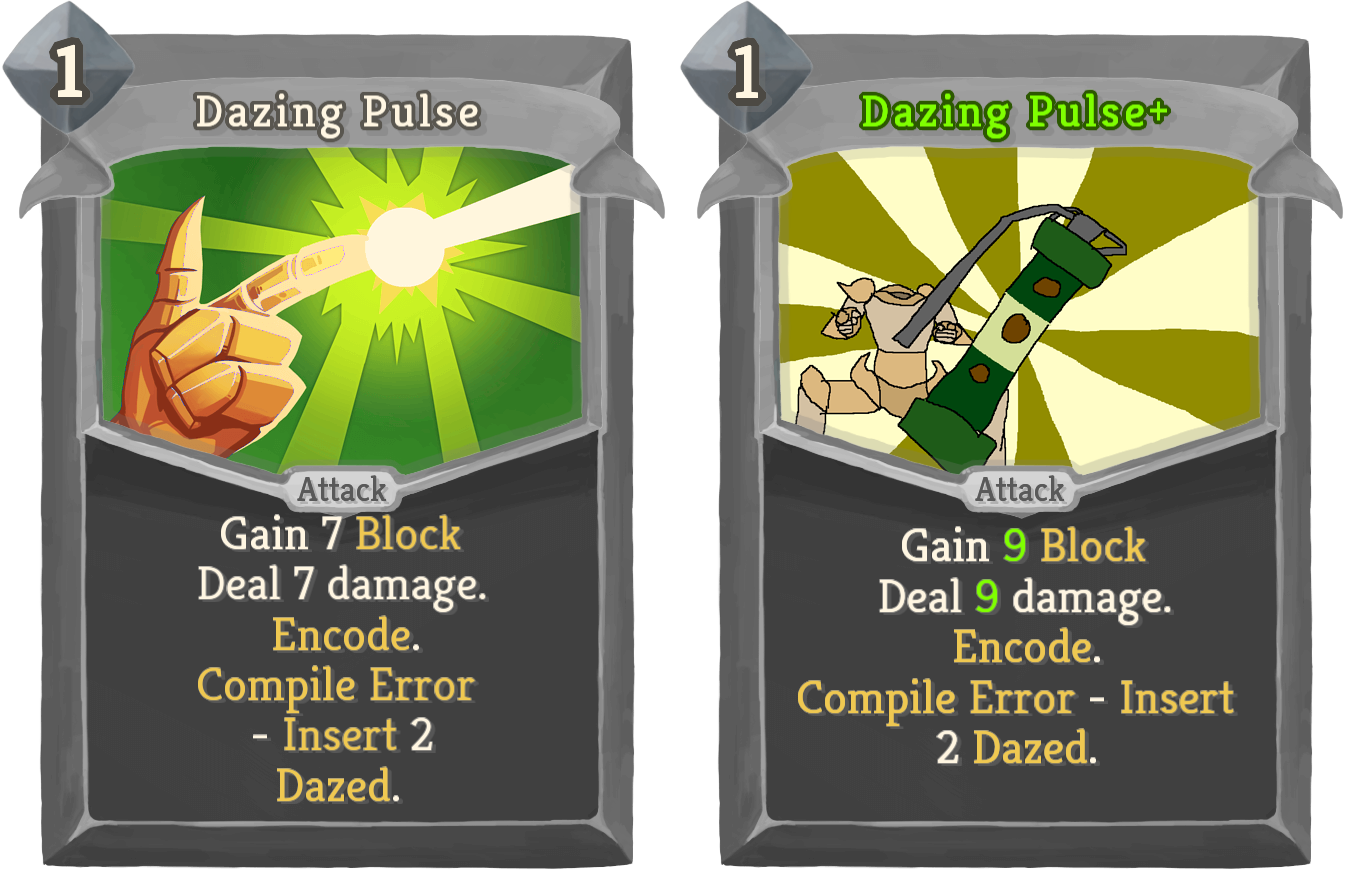 1
Dazing Pulse
Attack
Gain 7 Block
Deal 7 damage.
Encode.
Compile Error
- Insert 2
Dazed.
1
Dazing Pulse+
Attack
Gain 9 Block
Deal 9 damage.
Encode.
Compile Error - Insert
2 Dazed.